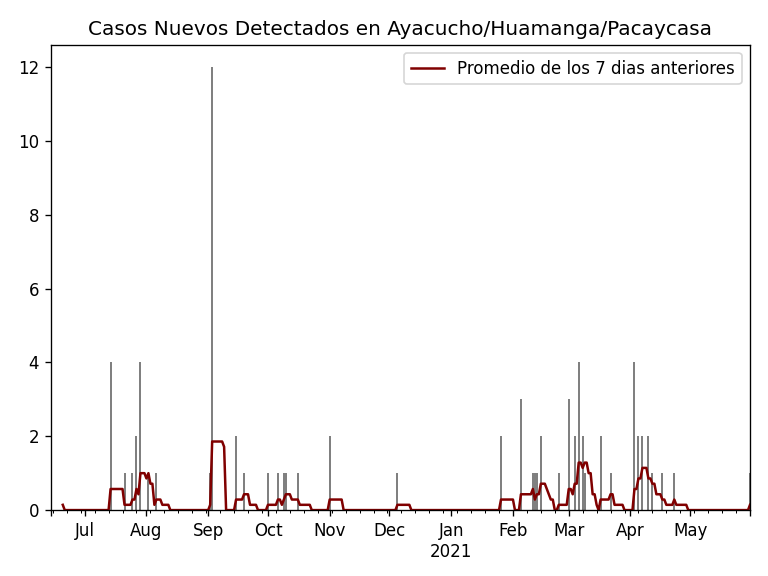 Casos Nuevos Detectados en Ayacucho/Huamanga/Pacaycasa
Promedio de los 7 dias anteriores
12
10
8
6
4
2
0
Jul Aug Sep Oct Nov Dec Jan Feb Mar Apr May
2021